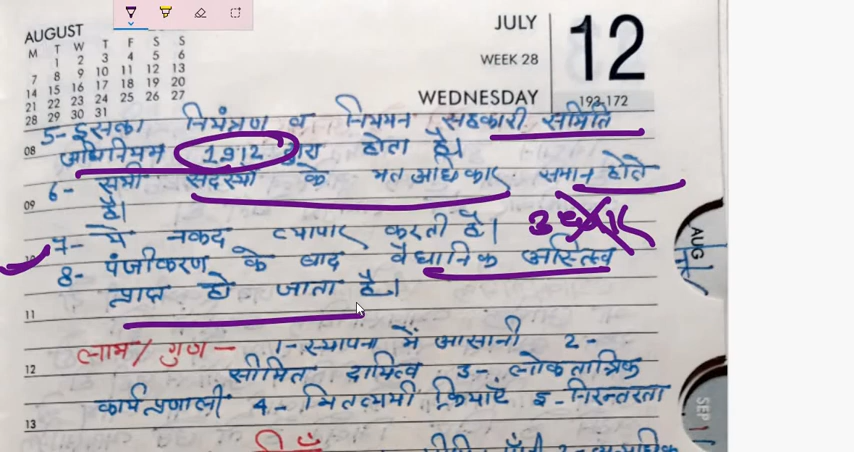 AUGUST
M T W T F S S
1 2 3 4 5 6
7 8 9 10 11 12 13
14 15 16 17 18 19 20
21 22 23 24 25 26 27
28 29 30 31
JULY
WEEK 28
WEDNESDAY
12
193-172
5- इसका नियंत्रण व नियमन सहकारी समिति
08 अधिनियम 1912 द्वारा होता है।
6- सभी सदस्यों के मत अधिकार समान होते
09 है।
7- ये नकद व्यापार करती है। उधार
10 8- पंजीकरण के बाद वैधानिक अस्तित्व
प्राप्त हो जाता है।
11
लाभ/गुण - 1- स्थापना में आसानी 2-
12 सीमित दायित्व 3- लोकतांत्रिक
कार्यप्रणाली 4- मितव्ययी क्रियाएँ 5- निरन्तरता
13
AUG
SEP